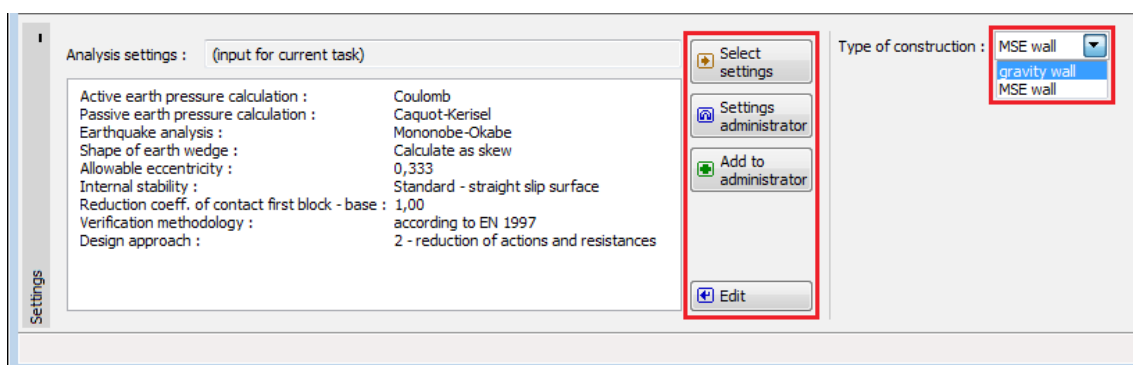 Analysis settings : (input for current task)
Active earth pressure calculation : Coulomb
Passive earth pressure calculation : Caquot-Kerisel
Earthquake analysis : Mononobe-Okabe
Shape of earth wedge : Calculate as skew
Allowable eccentricity : 0,333
Internal stability : Standard - straight slip surface
Reduction coeff. of contact first block - base : 1,00
Verification methodology : according to EN 1997
Design approach : 2 - reduction of actions and resistances
Select
settings
Settings
administrator
Add to
administrator
Edit
Type of construction : MSE wall
gravity wall
MSE wall
Settings